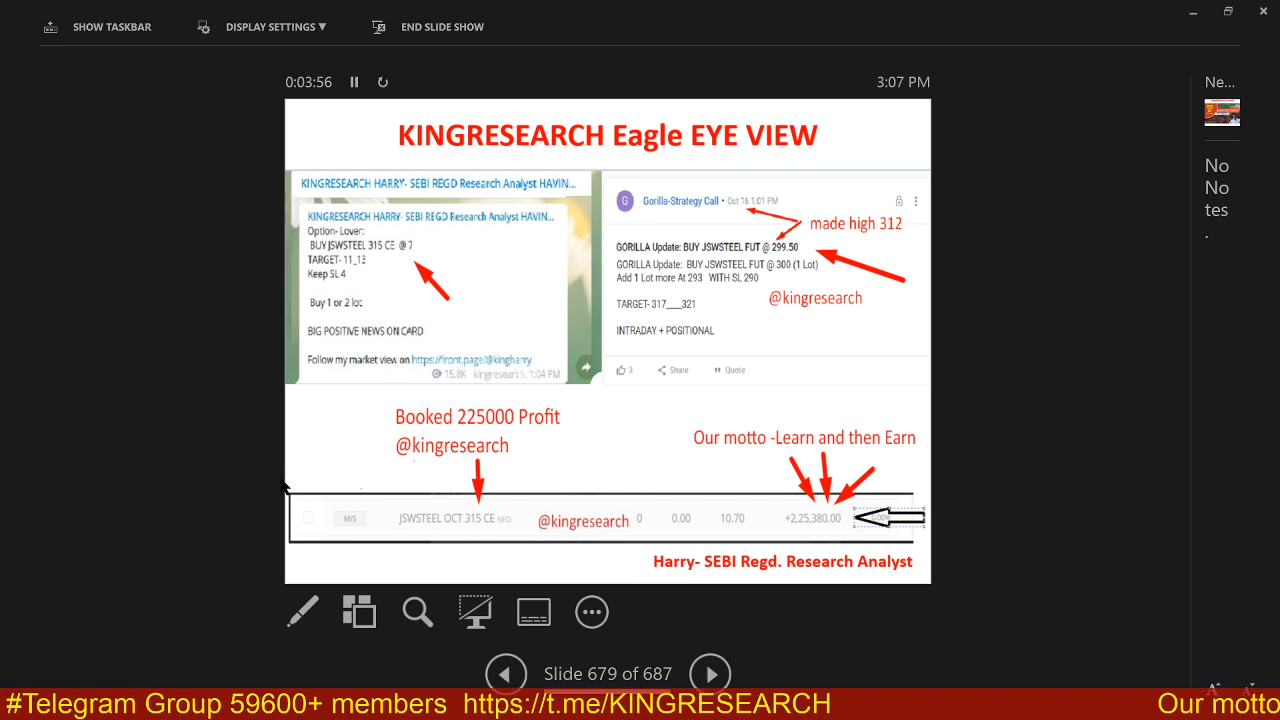 SHOW TASKBAR
DISPLAY SETTINGS ▼
END SLIDE SHOW
0:03:56
3:07 PM
Ne...
No
No
tes
.
KINGRESEARCH Eagle EYE VIEW
KINGRESEARCH HARRY- SEBI REGD Research Analyst HAVIN...
KINGRESEARCH HARRY- SEBI REGD Research Analyst HAVIN...
Option- Lover:
BUY JSWSTEEL 315 CE @ 7
TARGET- 11_13
Keep SL 4
Buy 1 or 2 lot
BIG POSITIVE NEWS ON CARD
Follow my market view on https://front.page/@kingharry
15.8K kingresearch, 1:04 PM
G Gorilla-Strategy Call • Oct 16 1:01 PM
made high 312
GORILLA Update: BUY JSWSTEEL FUT @ 299.50
GORILLA Update: BUY JSWSTEEL FUT @ 300 (1 Lot)
Add 1 Lot more At 293 WITH SL 290
@kingresearch
TARGET- 317___321
INTRADAY + POSITIONAL
3 Share Quote
Booked 225000 Profit
@kingresearch
Our motto -Learn and then Earn
MIS JSWSTEEL OCT 315 CE NFO @kingresearch 0 0.00 10.70 +2,25,380.00
Harry- SEBI Regd. Research Analyst
Slide 679 of 687
#Telegram Group 59600+ members https://t.me/KINGRESEARCH Our motto